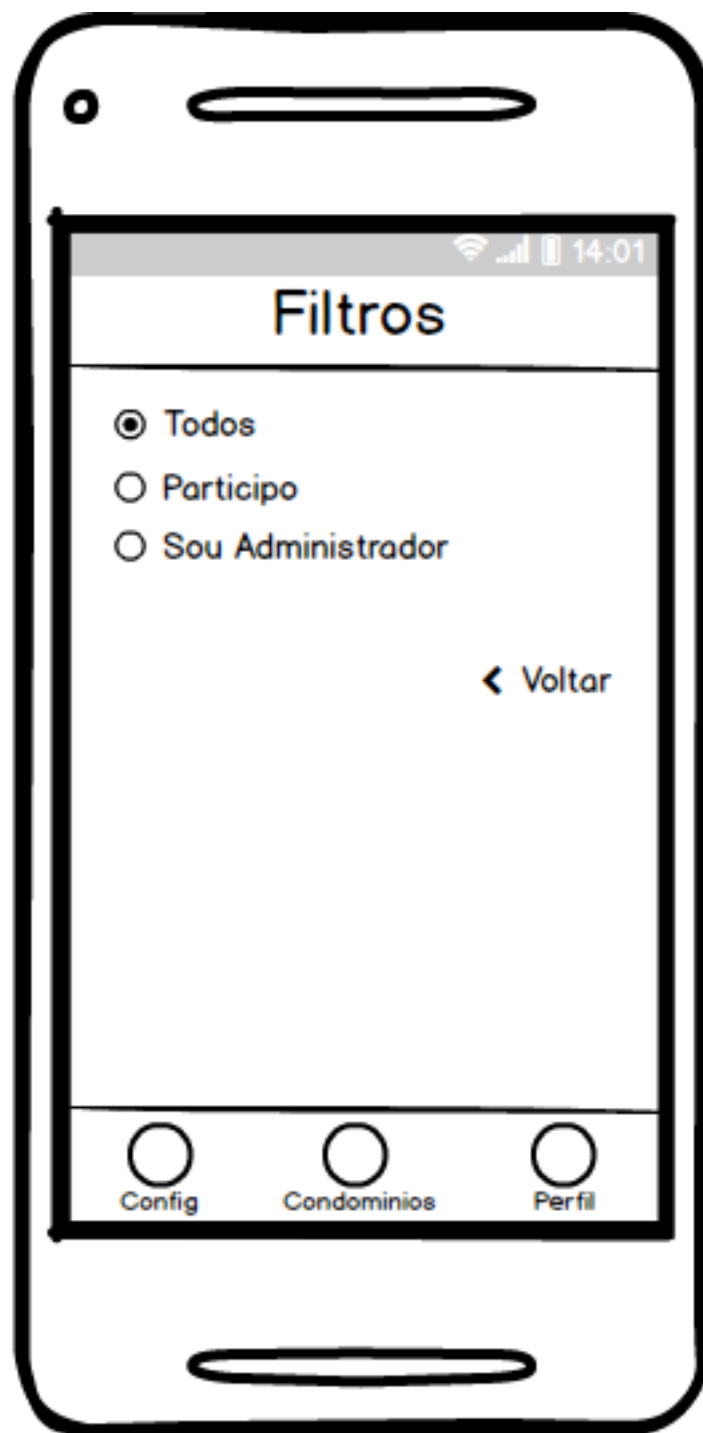 14:01
Filtros
Todos
Participo
Sou Administrador
Voltar
Config Condominios Perfil